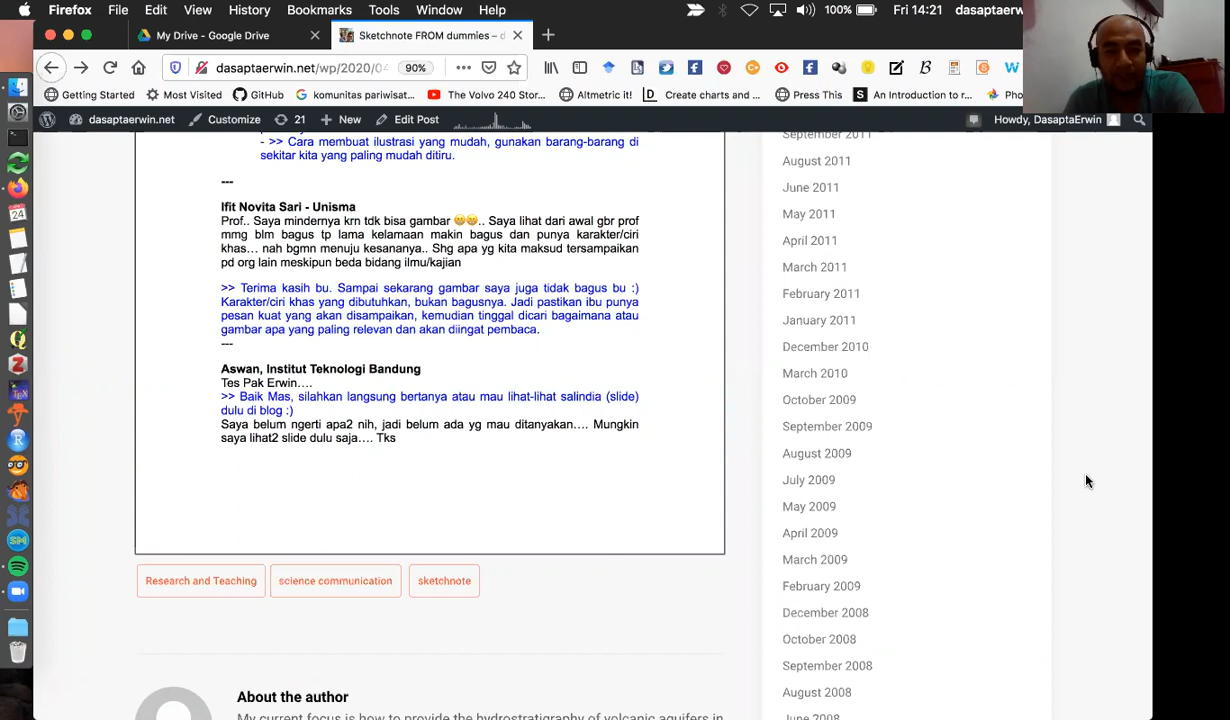 Firefox File Edit View History Bookmarks Tools Window Help 100% Fri 14:21 dasaptaerwin
My Drive - Google Drive
Sketchnote FROM dummies – d
dasaptaerwin.net/wp/2020/04 90%
Getting Started Most Visited GitHub komunitas pariwisat... The Volvo 240 Stor... Altmetric it! Create charts and ... Press This An Introduction to r...
dasaptaerwin.net Customize 21 New Edit Post Howdy, DasaptaErwin
- >> Cara membuat ilustrasi yang mudah, gunakan barang-barang di
sekitar kita yang paling mudah ditiru.
---
Ifit Novita Sari - Unisma
Prof.. Saya mindernya krn tdk bisa gambar 😁😁.. Saya lihat dari awal gbr prof
mmg blm bagus tp lama kelamaan makin bagus dan punya karakter/ciri
khas… nah bgmn menuju kesananya.. Shg apa yg kita maksud tersampaikan
pd org lain meskipun beda bidang ilmu/kajian
>> Terima kasih bu. Sampai sekarang gambar saya juga tidak bagus bu :)
Karakter/ciri khas yang dibutuhkan, bukan bagusnya. Jadi pastikan ibu punya
pesan kuat yang akan disampaikan, kemudian tinggal dicari bagaimana atau
gambar apa yang paling relevan dan akan diingat pembaca.
---
Aswan, Institut Teknologi Bandung
Tes Pak Erwin….
>> Baik Mas, silahkan langsung bertanya atau mau lihat-lihat salindia (slide)
dulu di blog :)
Saya belum ngerti apa2 nih, jadi belum ada yg mau ditanyakan…. Mungkin
saya lihat2 slide dulu saja…. Tks
Research and Teaching
science communication
sketchnote
About the author
My current focus is how to provide the hydrostratigraphy of volcanic aquifers in
September 2011
August 2011
June 2011
May 2011
April 2011
March 2011
February 2011
January 2011
December 2010
March 2010
October 2009
September 2009
August 2009
July 2009
May 2009
April 2009
March 2009
February 2009
December 2008
October 2008
September 2008
August 2008
June 2008